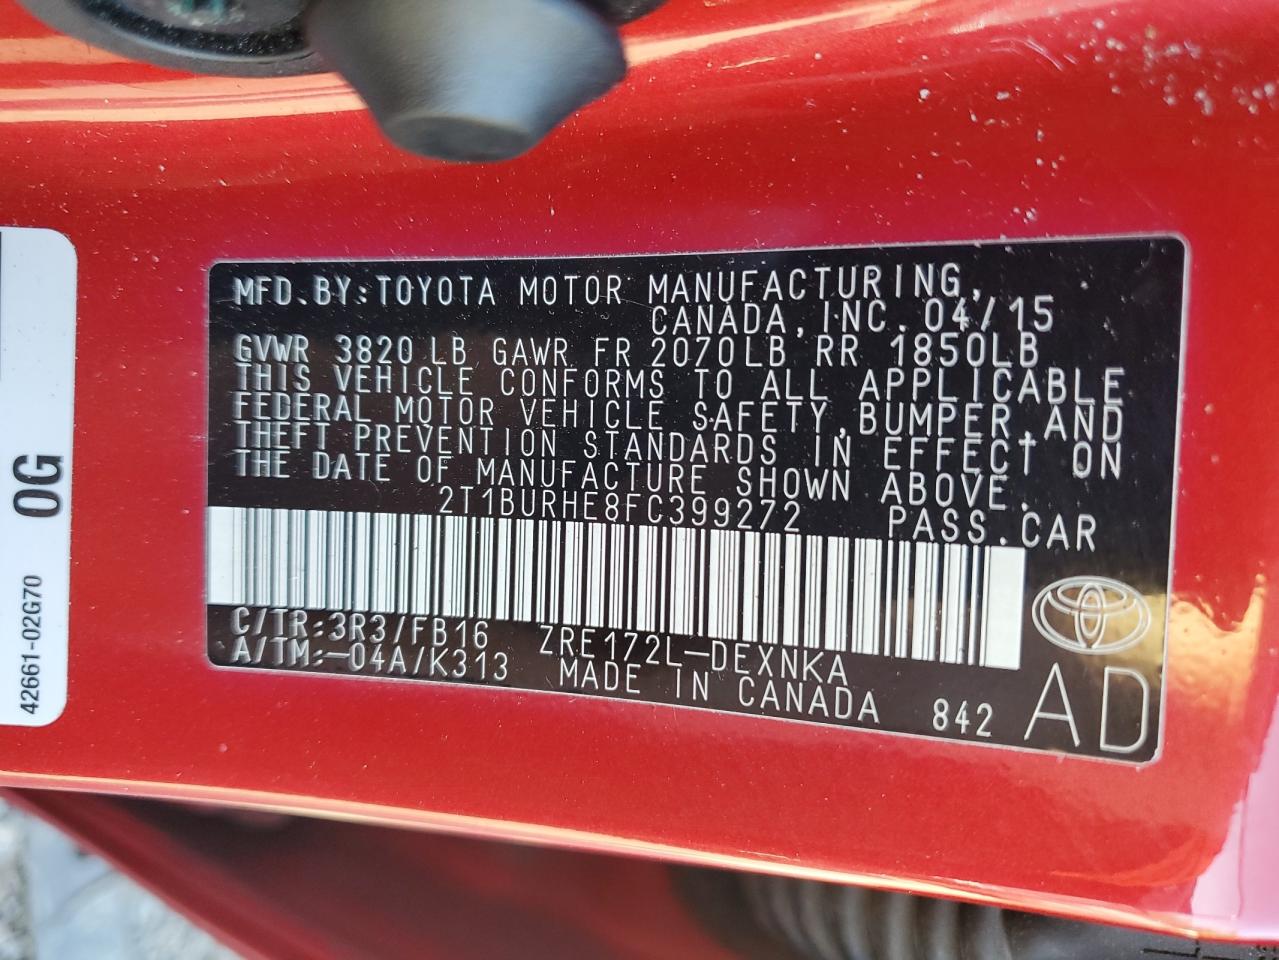 MFD.BY:TOYOTA MOTOR MANUFACTURING,
CANADA,INC. 04/15
GVWR 3820LB GAWR FR 2070LB RR 1850LB
THIS VEHICLE CONFORMS TO ALL APPLICABLE
FEDERAL MOTOR VEHICLE SAFETY,BUMPER,AND
THEFT PREVENTION STANDARDS IN EFFECT ON
THE DATE OF MANUFACTURE SHOWN ABOVE.
2T1BURHE8FC399272 PASS.CAR
C/TR:3R3/FB16 ZRE172L-DEXNKA
A/TM:-04A/K313 MADE IN CANADA 842 AD
0G
42661-02G70